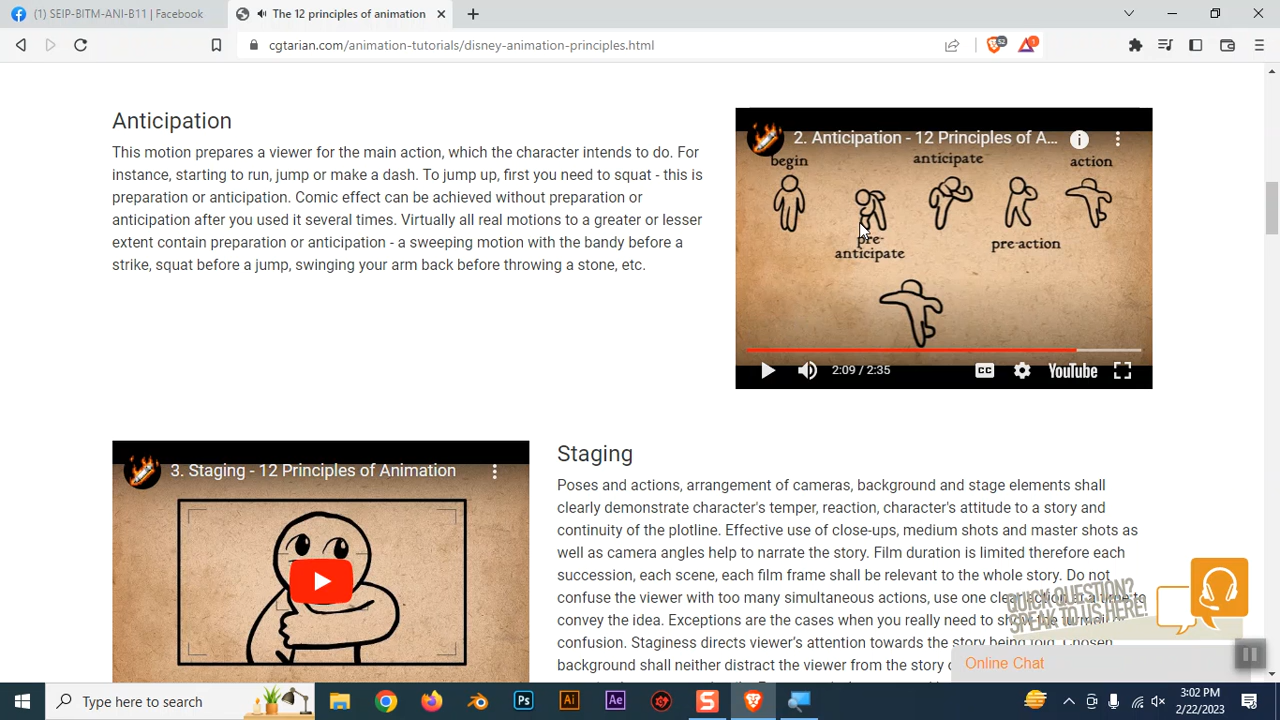 (1) SEIP-BITM-ANI-B11 | Facebook
The 12 principles of animation
cgtarian.com/animation-tutorials/disney-animation-principles.html
52
1
Anticipation
This motion prepares a viewer for the main action, which the character intends to do. For
instance, starting to run, jump or make a dash. To jump up, first you need to squat - this is
preparation or anticipation. Comic effect can be achieved without preparation or
anticipation after you used it several times. Virtually all real motions to a greater or lesser
extent contain preparation or anticipation - a sweeping motion with the bandy before a
strike, squat before a jump, swinging your arm back before throwing a stone, etc.
2. Anticipation - 12 Principles of A...
begin
anticipate
action
pre-
anticipate
pre-action
2:09 / 2:35
CC
YouTube
3. Staging - 12 Principles of Animation
Staging
Poses and actions, arrangement of cameras, background and stage elements shall
clearly demonstrate character's temper, reaction, character's attitude to a story and
continuity of the plotline. Effective use of close-ups, medium shots and master shots as
well as camera angles help to narrate the story. Film duration is limited therefore each
succession, each scene, each film frame shall be relevant to the whole story. Do not
confuse the viewer with too many simultaneous actions, use one clear to
convey the idea. Exceptions are the cases when you really need to
confusion. Staginess directs viewer's attention towards the story being told. Chosen
background shall neither distract the viewer from the story
QUICK QUESTION?
SPEAK TO US HERE!
Online Chat
Type here to search
Ps
Ai
Ae
S
3:02 PM
2/22/2023